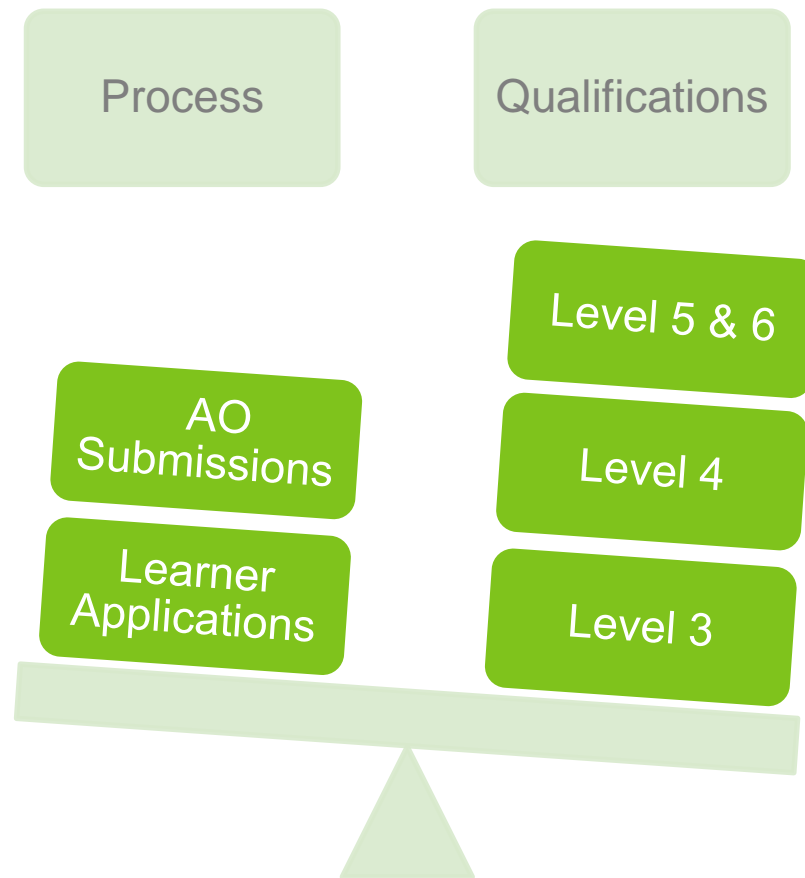 Process
Qualifications
Level 5 & 6
AO
Submissions
Level 4
Learner
Applications
Level 3